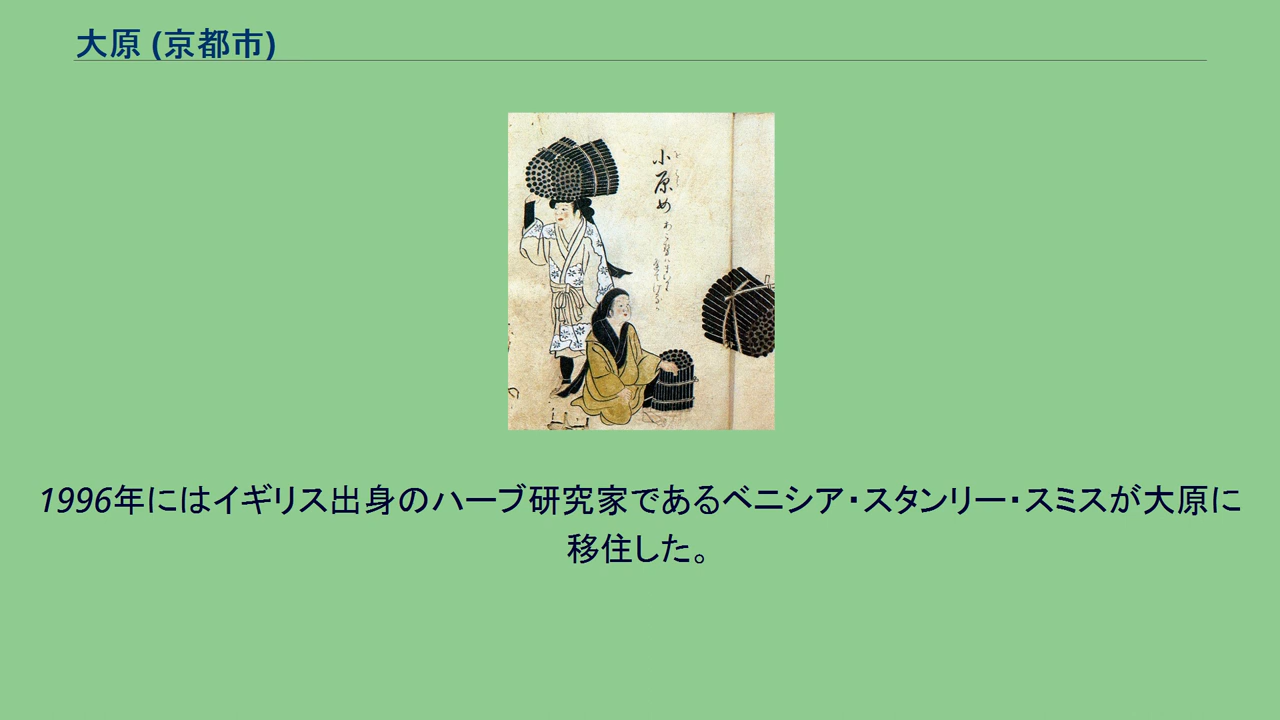 大原 (京都市)
小原め
1996年にはイギリス出身のハーブ研究家であるベニシア・スタンリー・スミスが大原に
移住した。